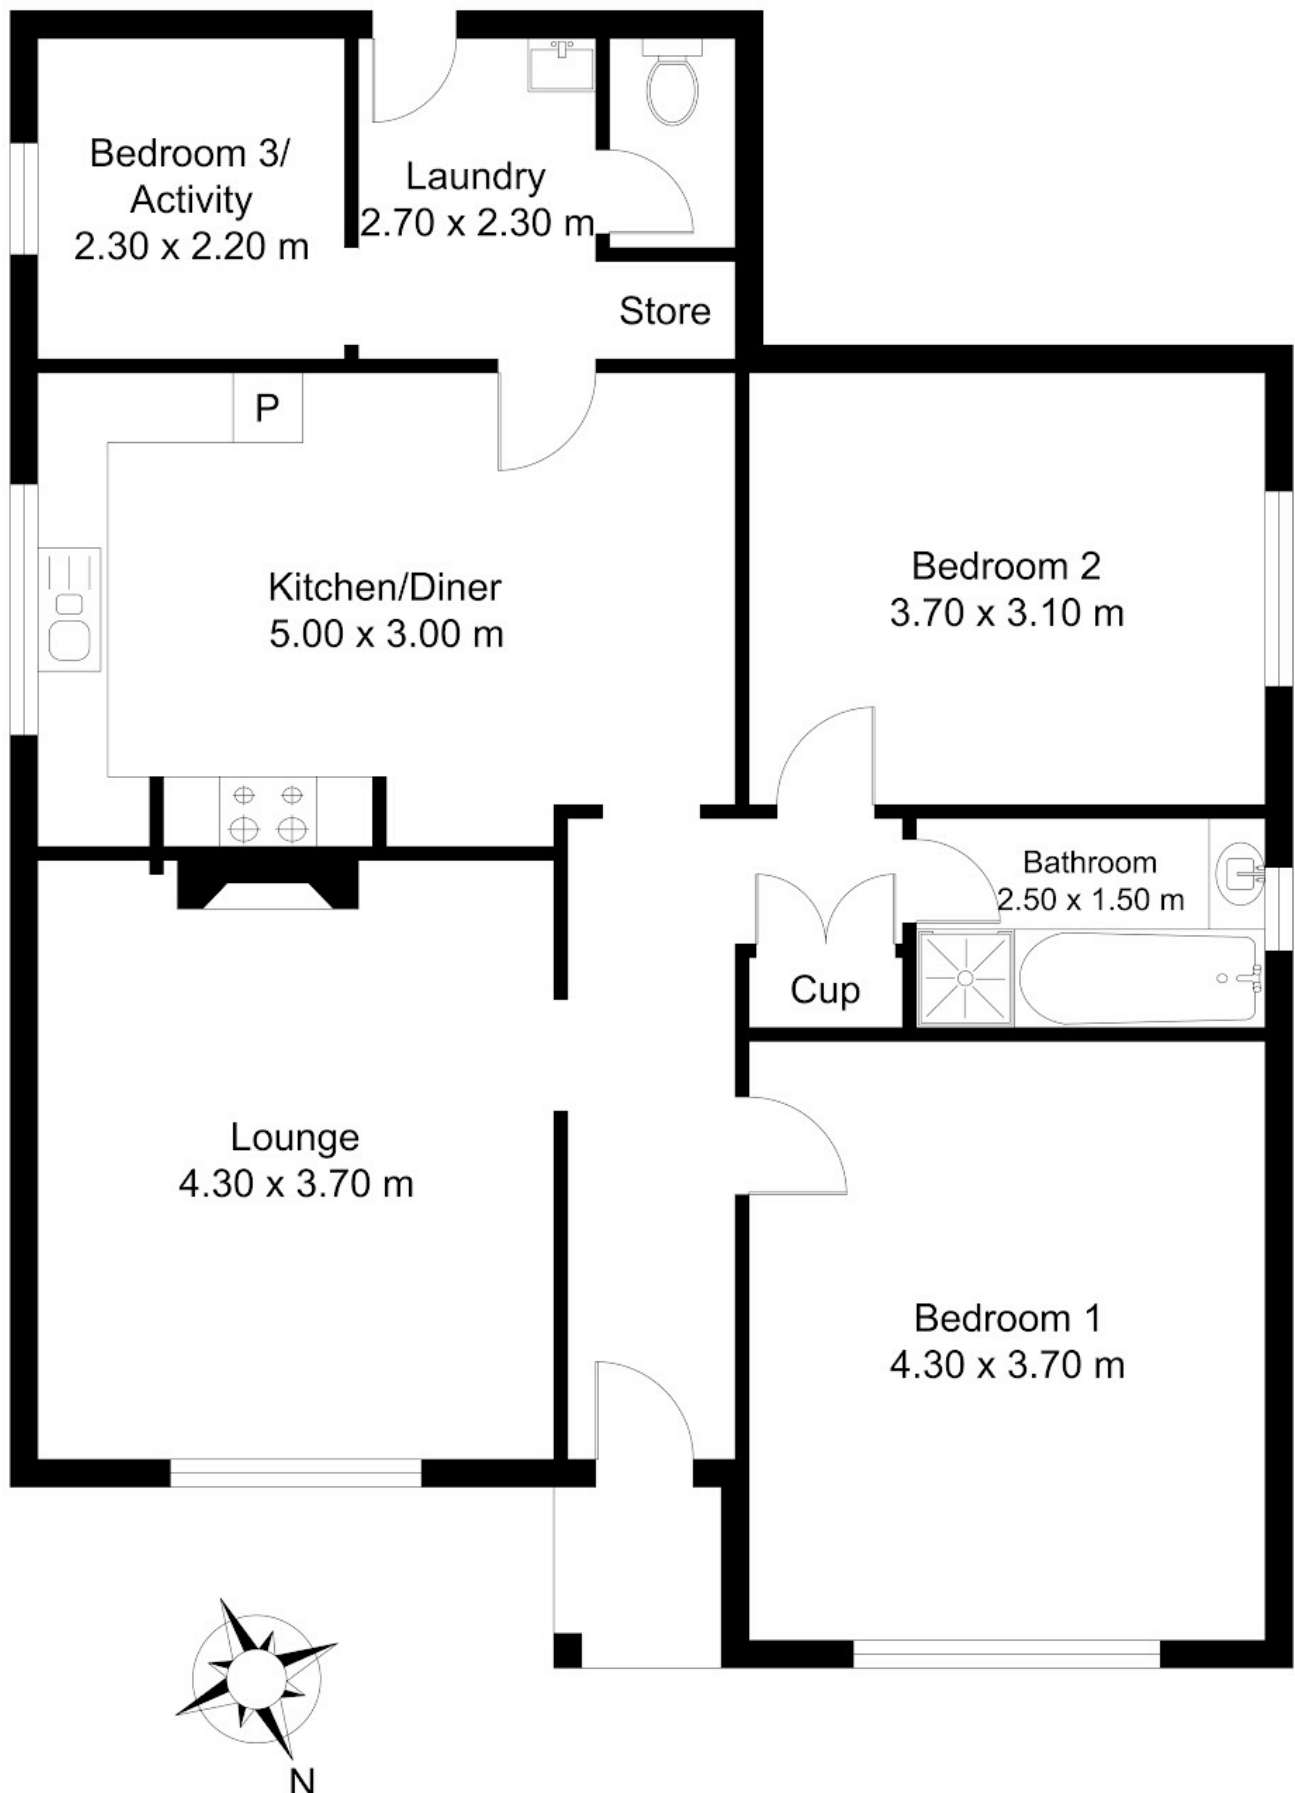 Bedroom 3/
Activity
2.30 x 2.20 m
Laundry
2.70 x 2.30 m
Store
P
Kitchen/Diner
5.00 x 3.00 m
Bedroom 2
3.70 x 3.10 m
Bathroom
2.50 x 1.50 m
Cup
Lounge
4.30 x 3.70 m
Bedroom 1
4.30 x 3.70 m
N